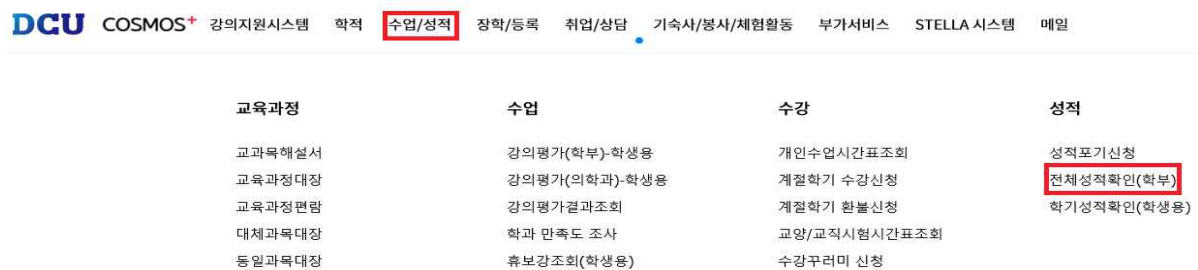 DCU COSMOS+ 강의지원시스템 학적 수업/성적 장학/등록 취업/상담 기숙사/봉사/체험활동 부가서비스 STELLA 시스템 메일
교육과정 수업 수강 성적
교과목해설서 강의평가(학부)-학생용 개인수업시간표조회 성적포기신청
교육과정대장 강의평가(의학과)-학생용 계절학기 수강신청 전체성적확인(학부)
교육과정편람 강의평가결과조회 계절학기 환불신청 학기성적확인(학생용)
대체과목대장 학과 만족도 조사 교양/교직시험시간표조회
동일과목대장 휴보강조회(학생용) 수강꾸러미 신청